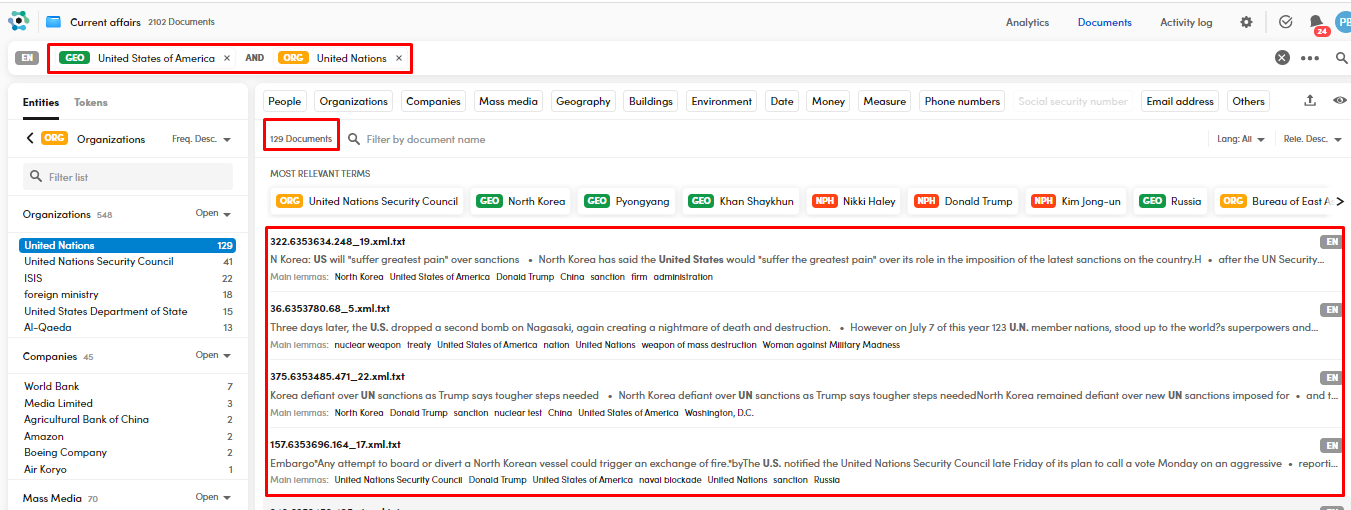 Current affairs 2102 Documents Analytics Documents Activity log 24 PB
EN GEO United States of America × AND ORG United Nations ×
Entities Tokens
ORG Organizations Freq. Desc.
Filter list
Organizations 548 Open
United Nations 129
United Nations Security Council 41
ISIS 22
foreign ministry 18
United States Department of State 15
Al-Qaeda 13
Companies 45 Open
World Bank 7
Media Limited 3
Agricultural Bank of China 2
Amazon 2
Boeing Company 2
Air Koryo 1
Mass Media 70 Open
People Organizations Companies Mass media Geography Buildings Environment Date Money Measure Phone numbers Social security number Email address Others
129 Documents Filter by document name Lang: All Rele. Desc.
MOST RELEVANT TERMS
ORG United Nations Security Council GEO North Korea GEO Pyongyang GEO Khan Shaykhun NPH Nikki Haley NPH Donald Trump NPH Kim Jong-un GEO Russia ORG Bureau of East
322.6353634.248_19.xml.txt EN
N Korea: US will "suffer greatest pain" over sanctions • North Korea has said the United States would "suffer the greatest pain" over its role in the imposition of the latest sanctions on the country.H • after the UN Security...
Main lemmas: North Korea United States of America Donald Trump China sanction firm administration
36.6353780.68_5.xml.txt EN
Three days later, the U.S. dropped a second bomb on Nagasaki, again creating a nightmare of death and destruction. • However on July 7 of this year 123 U.N. member nations, stood up to the world?s superpowers and...
Main lemmas: nuclear weapon treaty United States of America nation United Nations weapon of mass destruction Woman against Military Madness
375.6353485.471_22.xml.txt EN
Korea defiant over UN sanctions as Trump says tougher steps needed • North Korea defiant over UN sanctions as Trump says tougher steps neededNorth Korea remained defiant over new UN sanctions imposed for • and t...
Main lemmas: North Korea Donald Trump sanction nuclear test China United States of America Washington, D.C.
157.6353696.164_17.xml.txt EN
Embargo"Any attempt to board or divert a North Korean vessel could trigger an exchange of fire."byThe U.S. notified the United Nations Security Council late Friday of its plan to call a vote Monday on an aggressive • reporti...
Main lemmas: United Nations Security Council Donald Trump United States of America naval blockade United Nations sanction Russia